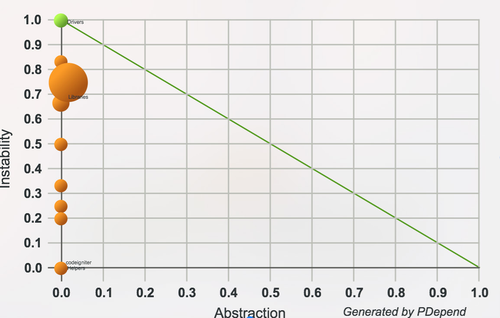 1.0
Drivers
0.9
0.8
0.7
Libraries
0.6
0.5
0.4
0.3
0.2
0.1
codeigniter
Helpers
0.0
Instability
0.0 0.1 0.2 0.3 0.4 0.5 0.6 0.7 0.8 0.9 1.0
Abstraction
Generated by PDepend